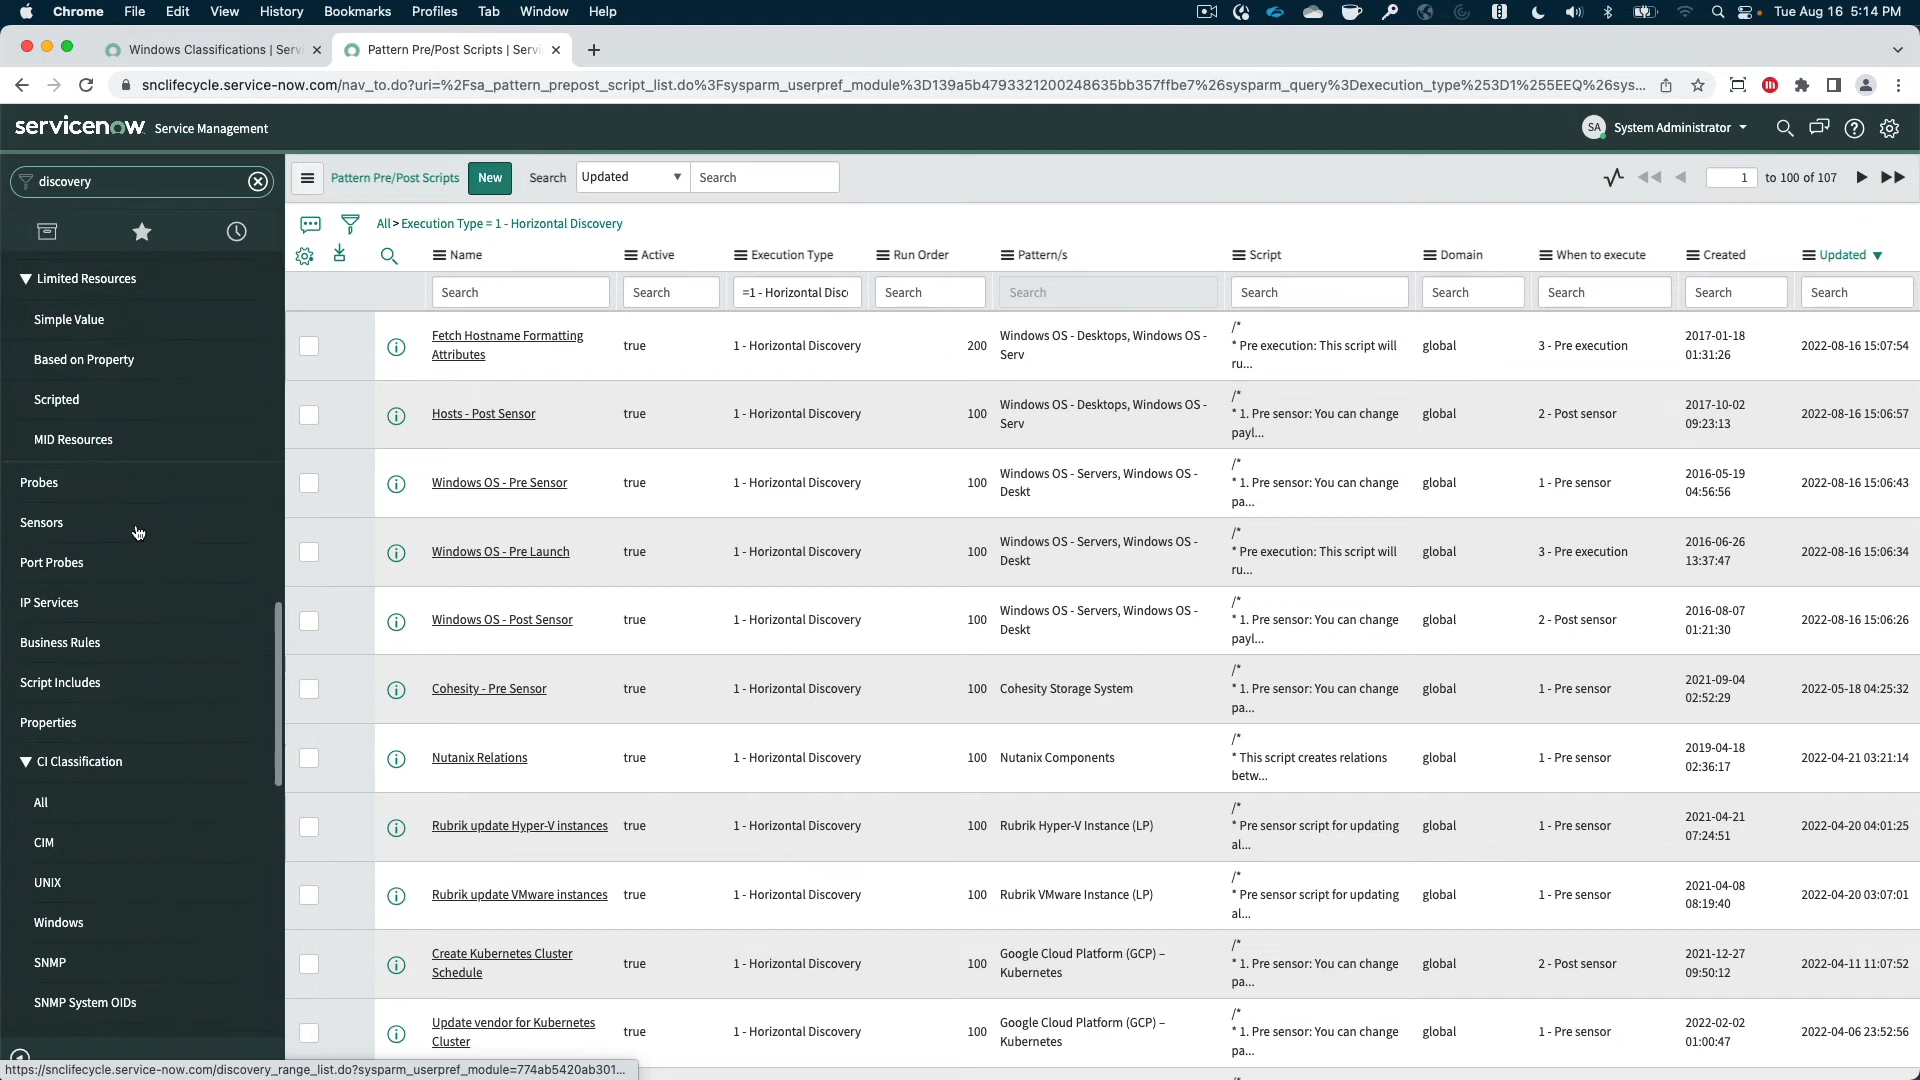 Chrome File Edit View History Bookmarks Profiles Tab Window Help Tue Aug 16 5:14 PM
Windows Classifications | Serv Pattern Pre/Post Scripts | Servi
snclifecycle.service-now.com/nav_to.do?uri=%2Fsa_pattern_prepost_script_list.do%3Fsysparm_userpref_module%3D139a5b4793321200248635bb357ffbe7%26sysparm_query%3Dexecution_type%253D1%255EEQ%26sys...
servicenow Service Management SA System Administrator
discovery
Limited Resources
Simple Value
Based on Property
Scripted
MID Resources
Probes
Sensors
Port Probes
IP Services
Business Rules
Script Includes
Properties
CI Classification
All
CIM
UNIX
Windows
SNMP
SNMP System OIDs
Pattern Pre/Post Scripts New Search Updated Search 1 to 100 of 107
All > Execution Type = 1 - Horizontal Discovery
Name Active Execution Type Run Order Pattern/s Script Domain When to execute Created Updated
Search Search =1 - Horizontal Disc Search Search Search Search Search Search Search
Fetch Hostname Formatting Windows OS - Desktops, Windows OS - /* 2017-01-18
Attributes true 1 - Horizontal Discovery 200 Serv * Pre execution: This script will global 3 - Pre execution 01:31:26 2022-08-16 15:07:54
ru...
Windows OS - Desktops, Windows OS - /* 2017-10-02
Hosts - Post Sensor true 1 - Horizontal Discovery 100 Serv * 1. Pre sensor: You can change global 2 - Post sensor 09:23:13 2022-08-16 15:06:57
payl...
Windows OS - Servers, Windows OS - /* 2016-05-19
Windows OS - Pre Sensor true 1 - Horizontal Discovery 100 Deskt * 1. Pre sensor: You can change global 1 - Pre sensor 04:56:56 2022-08-16 15:06:43
pa...
Windows OS - Servers, Windows OS - /* 2016-06-26
Windows OS - Pre Launch true 1 - Horizontal Discovery 100 Deskt * Pre execution: This script will global 3 - Pre execution 13:37:47 2022-08-16 15:06:34
ru...
Windows OS - Servers, Windows OS - /* 2016-08-07
Windows OS - Post Sensor true 1 - Horizontal Discovery 100 Deskt * 1. Pre sensor: You can change global 2 - Post sensor 01:21:30 2022-08-16 15:06:26
payl...
/* 2021-09-04
Cohesity - Pre Sensor true 1 - Horizontal Discovery 100 Cohesity Storage System * 1. Pre sensor: You can change global 1 - Pre sensor 02:52:29 2022-05-18 04:25:32
pa...
/* 2019-04-18
Nutanix Relations true 1 - Horizontal Discovery 100 Nutanix Components * This script creates relations global 1 - Pre sensor 02:36:17 2022-04-21 03:21:14
betw...
/* 2021-04-21
Rubrik update Hyper-V instances true 1 - Horizontal Discovery 100 Rubrik Hyper-V Instance (LP) * Pre sensor script for updating global 1 - Pre sensor 07:24:51 2022-04-20 04:01:25
al...
/* 2021-04-08
Rubrik update VMware instances true 1 - Horizontal Discovery 100 Rubrik VMware Instance (LP) * Pre sensor script for updating global 1 - Pre sensor 08:19:40 2022-04-20 03:07:01
al...
Create Kubernetes Cluster Google Cloud Platform (GCP) – /* 2021-12-27
Schedule true 1 - Horizontal Discovery 100 Kubernetes * 1. Pre sensor: You can change global 2 - Post sensor 09:50:12 2022-04-11 11:07:52
pa...
Update vendor for Kubernetes Google Cloud Platform (GCP) – /* 2022-02-02
Cluster true 1 - Horizontal Discovery 100 Kubernetes * 1. Pre sensor: You can change global 1 - Pre sensor 01:00:47 2022-04-06 23:52:56
pa...
https://snclifecycle.service-now.com/discovery_range_list.do?sysparm_userpref_module=774ab5420ab301...